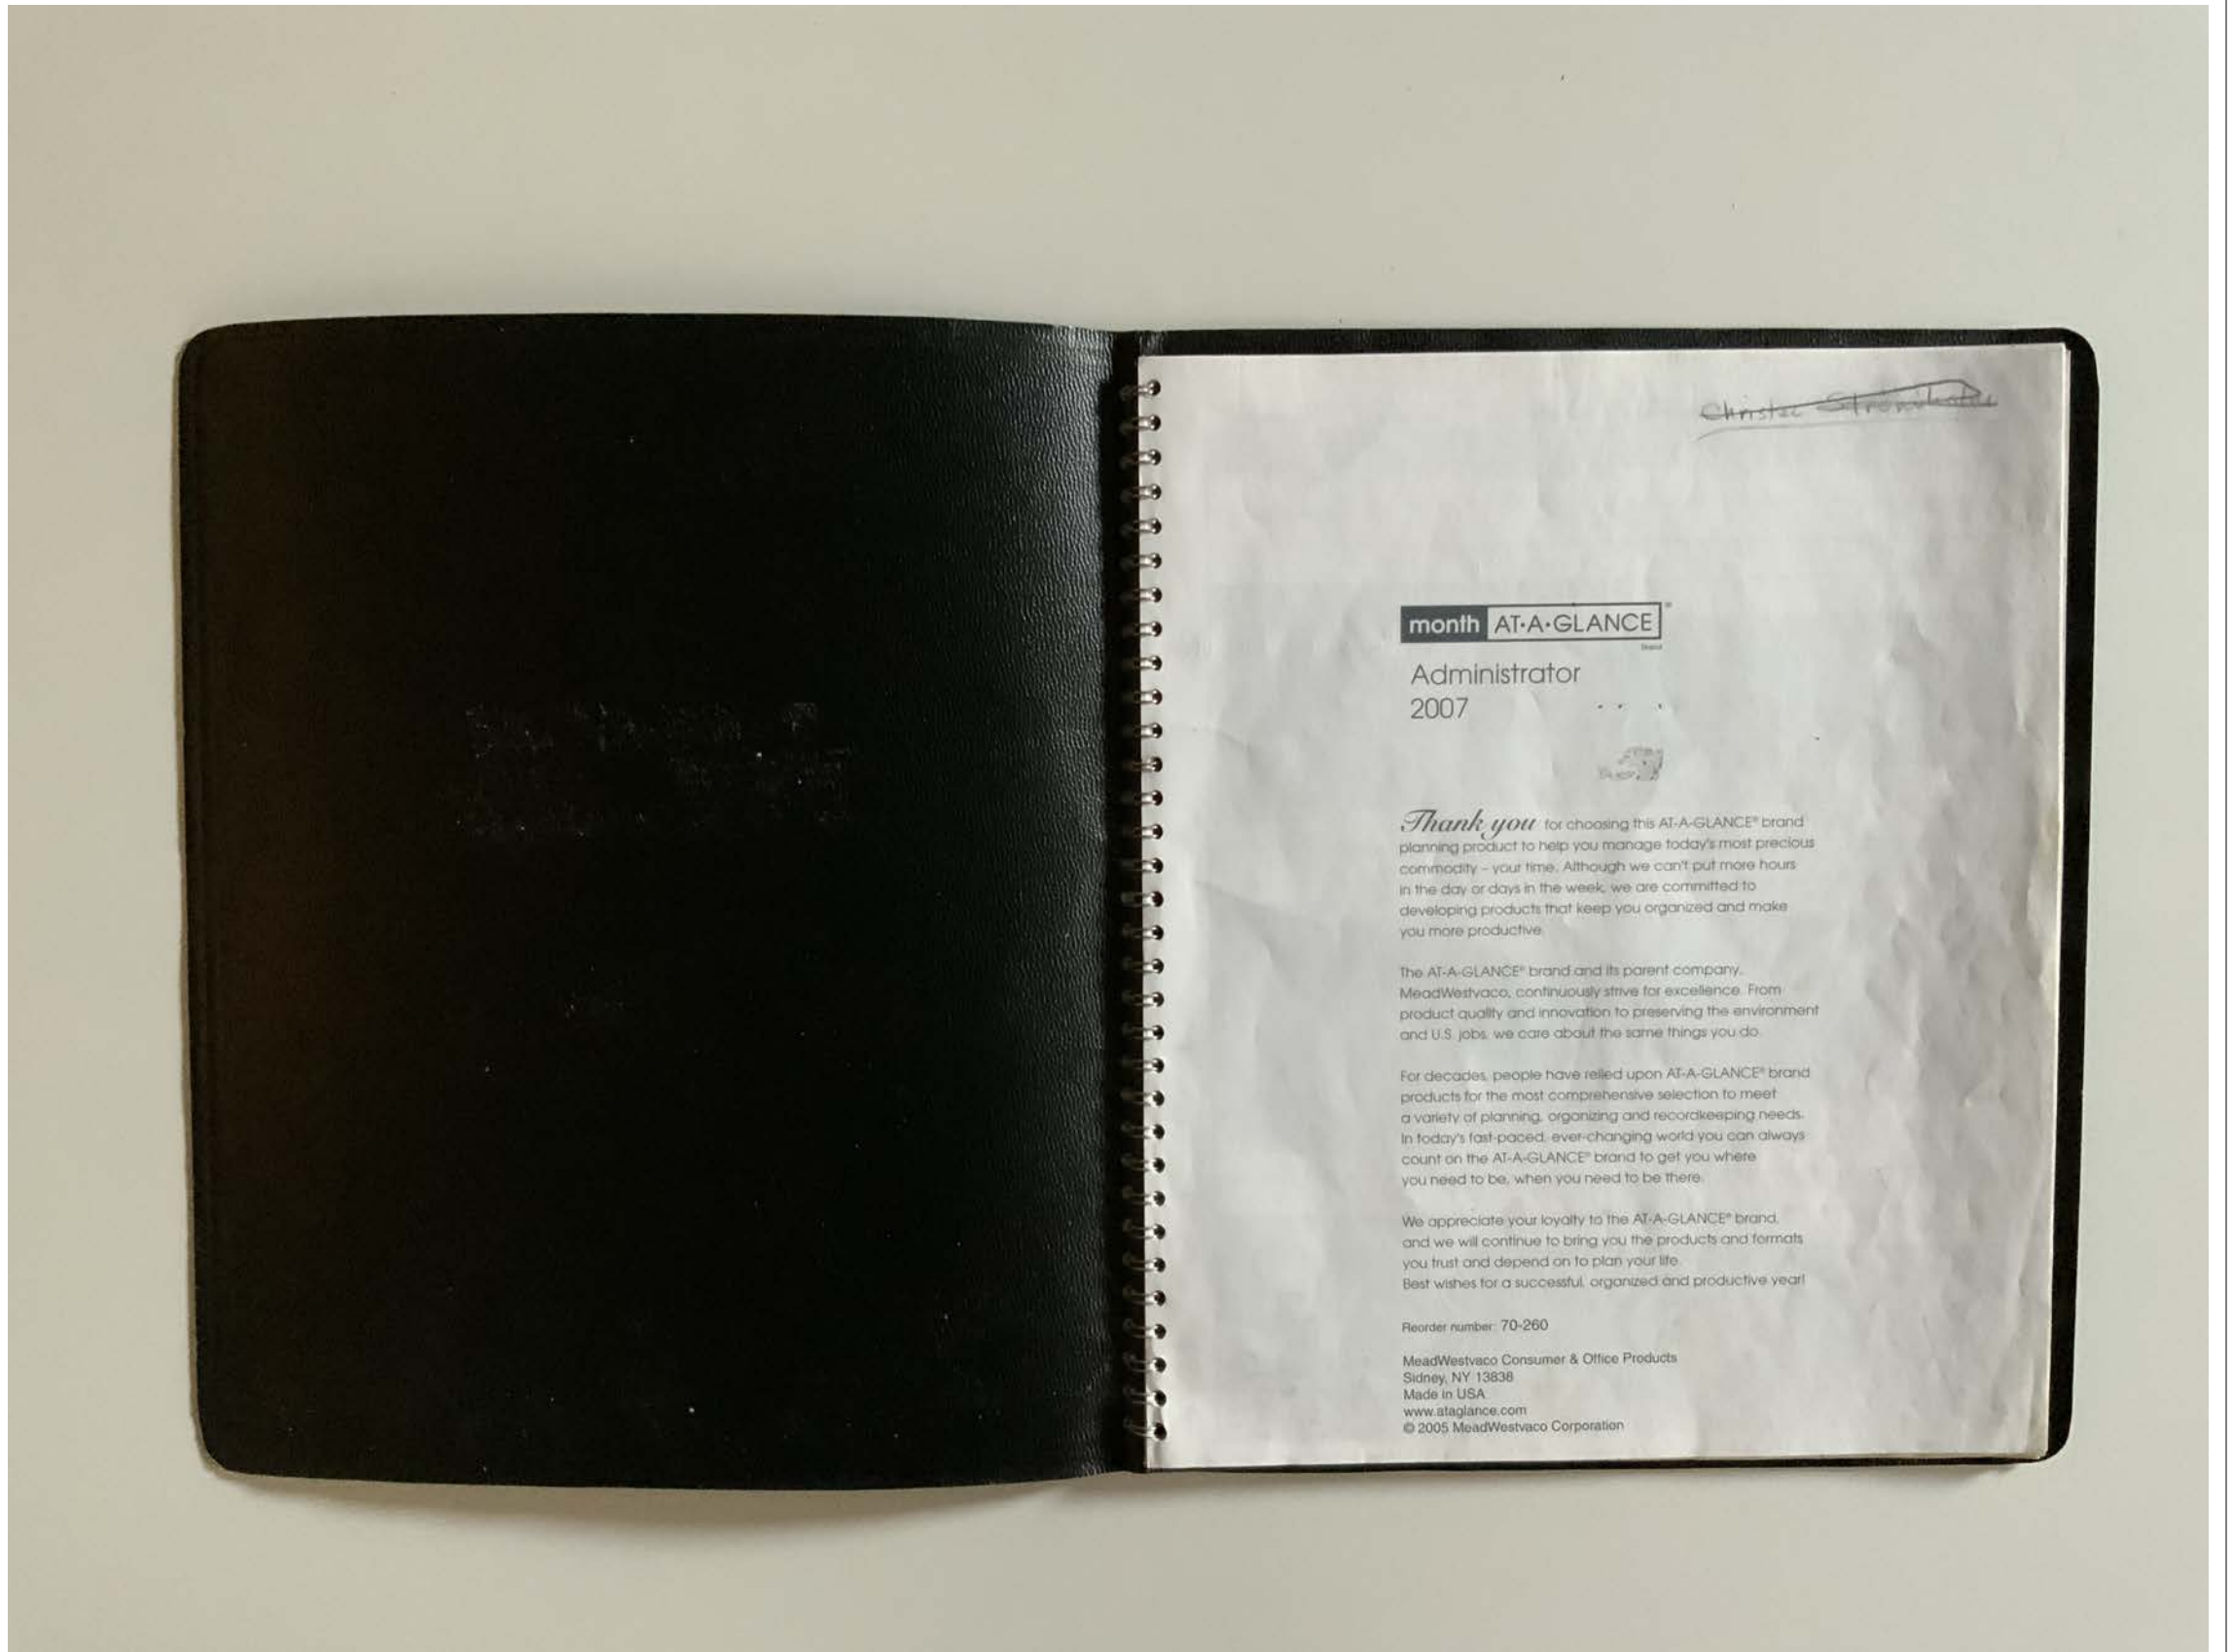 month AT·A·GLANCE®
Brand
Administrator
2007
Thank you for choosing this AT-A-GLANCE® brand
planning product to help you manage today's most precious
commodity – your time. Although we can't put more hours
in the day or days in the week, we are committed to
developing products that keep you organized and make
you more productive.
The AT-A-GLANCE® brand and its parent company,
MeadWestvaco, continuously strive for excellence. From
product quality and innovation to preserving the environment
and U.S. jobs, we care about the same things you do.
For decades, people have relied upon AT-A-GLANCE® brand
products for the most comprehensive selection to meet
a variety of planning, organizing and recordkeeping needs.
In today's fast-paced, ever-changing world you can always
count on the AT-A-GLANCE® brand to get you where
you need to be, when you need to be there.
We appreciate your loyalty to the AT-A-GLANCE® brand,
and we will continue to bring you the products and formats
you trust and depend on to plan your life.
Best wishes for a successful, organized and productive year!
Reorder number: 70-260
MeadWestvaco Consumer & Office Products
Sidney, NY 13838
Made in USA
www.ataglance.com
© 2005 MeadWestvaco Corporation